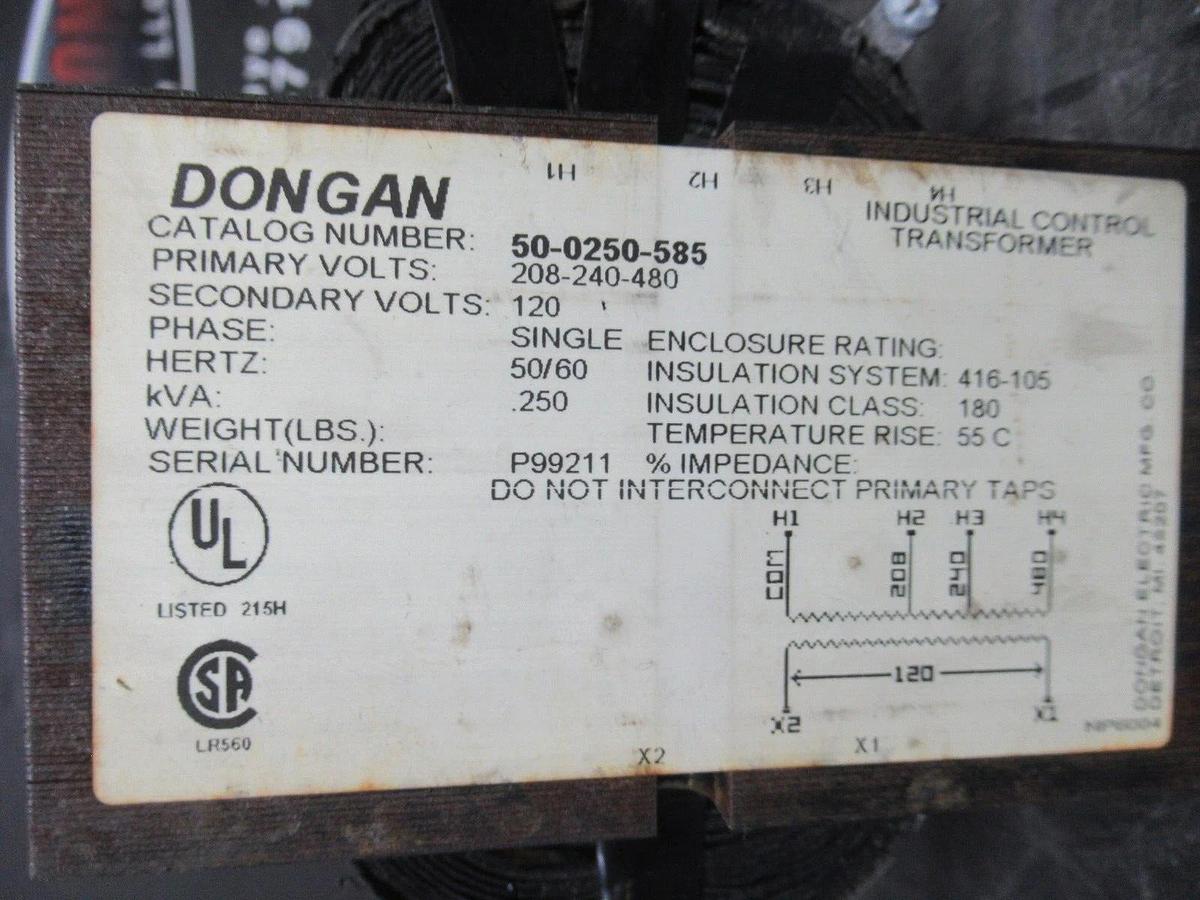 DONGAN
H1 H2 H3 H4
INDUSTRIAL CONTROL
TRANSFORMER
CATALOG NUMBER: 50-0250-585
PRIMARY VOLTS: 208-240-480
SECONDARY VOLTS: 120
PHASE: SINGLE ENCLOSURE RATING:
HERTZ: 50/60 INSULATION SYSTEM: 416-105
kVA: .250 INSULATION CLASS: 180
WEIGHT(LBS.): TEMPERATURE RISE: 55 C
SERIAL NUMBER: P99211 % IMPEDANCE:
DO NOT INTERCONNECT PRIMARY TAPS
H1 H2 H3 H4
COM 208 240 480
120
X2 X1
UL
LISTED 215H
SA
LR560
X2 X1
DONGAN ELECTRIC MFG. CO.
DETROIT, MI. 48207
NP6004